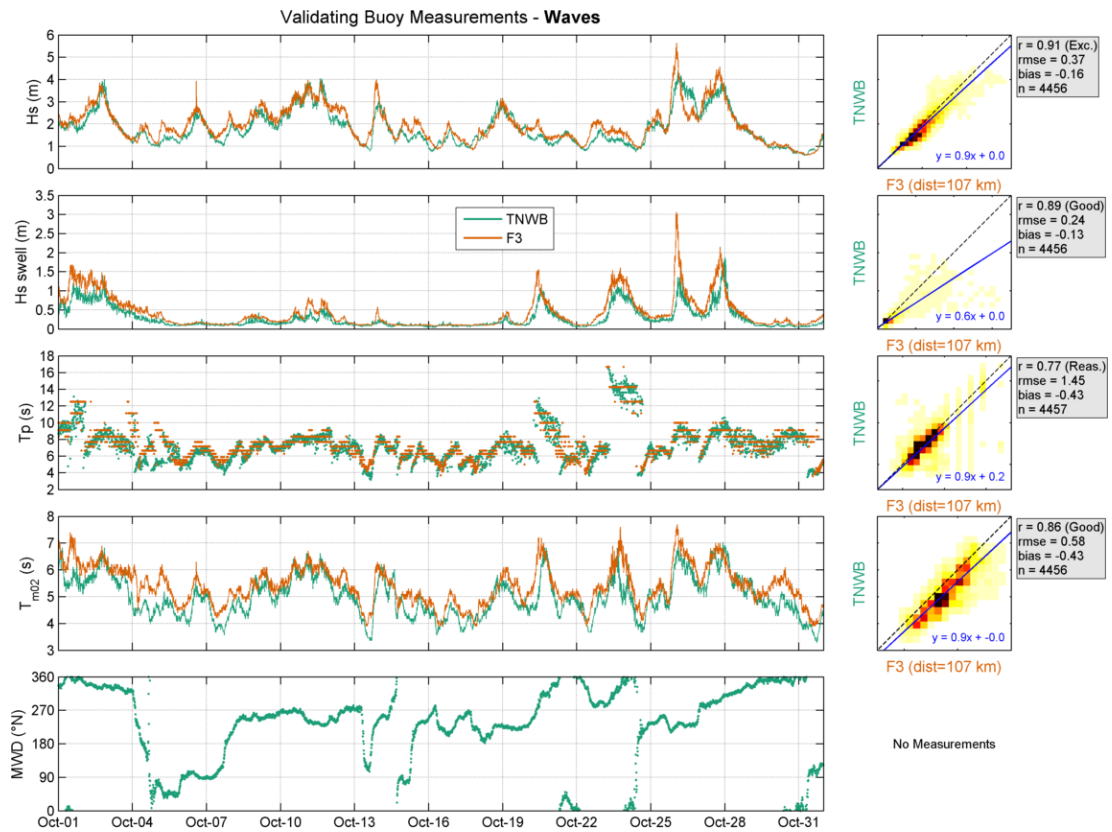 Validating Buoy Measurements - Waves
Hs (m)
6
5
4
3
2
1
0
TNWB
r = 0.91 (Exc.)
rmse = 0.37
bias = -0.16
n = 4456
y = 0.9x + 0.0
F3 (dist=107 km)
Hs swell (m)
3.5
3
2.5
2
1.5
1
0.5
0
TNWB
F3
TNWB
r = 0.89 (Good)
rmse = 0.24
bias = -0.13
n = 4456
y = 0.6x + 0.0
F3 (dist=107 km)
Tp (s)
18
16
14
12
10
8
6
4
2
TNWB
r = 0.77 (Reas.)
rmse = 1.45
bias = -0.43
n = 4457
y = 0.9x + 0.2
F3 (dist=107 km)
Tm02 (s)
8
7
6
5
4
3
TNWB
r = 0.86 (Good)
rmse = 0.58
bias = -0.43
n = 4456
y = 0.9x + -0.0
F3 (dist=107 km)
MWD (°N)
360
270
180
90
0
No Measurements
Oct-01 Oct-04 Oct-07 Oct-10 Oct-13 Oct-16 Oct-19 Oct-22 Oct-25 Oct-28 Oct-31